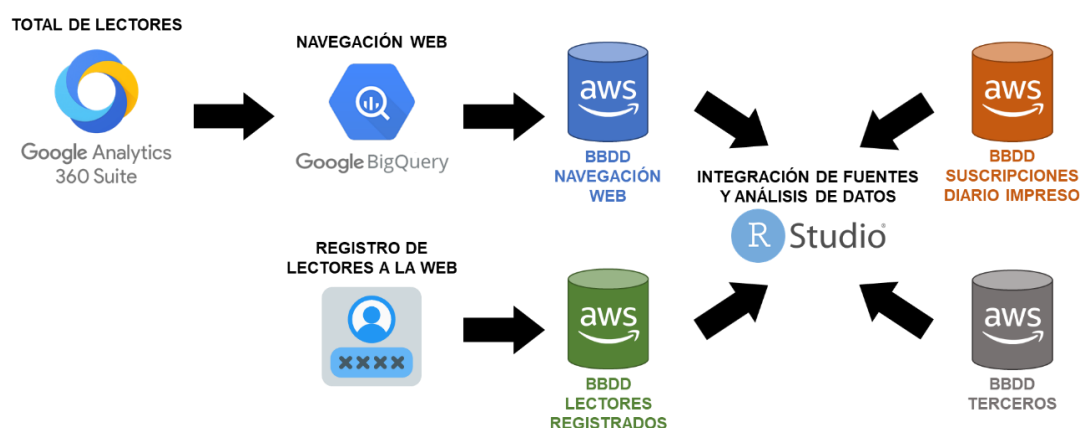 TOTAL DE LECTORES
Google Analytics
360 Suite
NAVEGACIÓN WEB
Google BigQuery
aws
BBDD
NAVEGACIÓN
WEB
aws
BBDD
SUSCRIPCIONES
DIARIO IMPRESO
INTEGRACIÓN DE FUENTES
Y ANÁLISIS DE DATOS
R Studio®
REGISTRO DE
LECTORES A LA WEB
××××
aws
BBDD
LECTORES
REGISTRADOS
aws
BBDD
TERCEROS